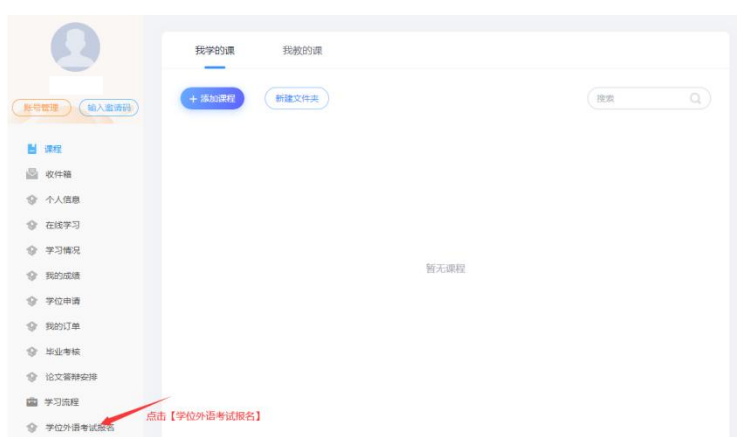 我学的课
我教的课
账号管理
输入邀请码
+ 添加课程
新建文件夹
搜索
课程
收件箱
个人信息
在线学习
学习情况
我的成绩
学位申请
我的订单
毕业考核
论文答辩安排
学习流程
学位外语考试报名
暂无课程
点击【学位外语考试报名】